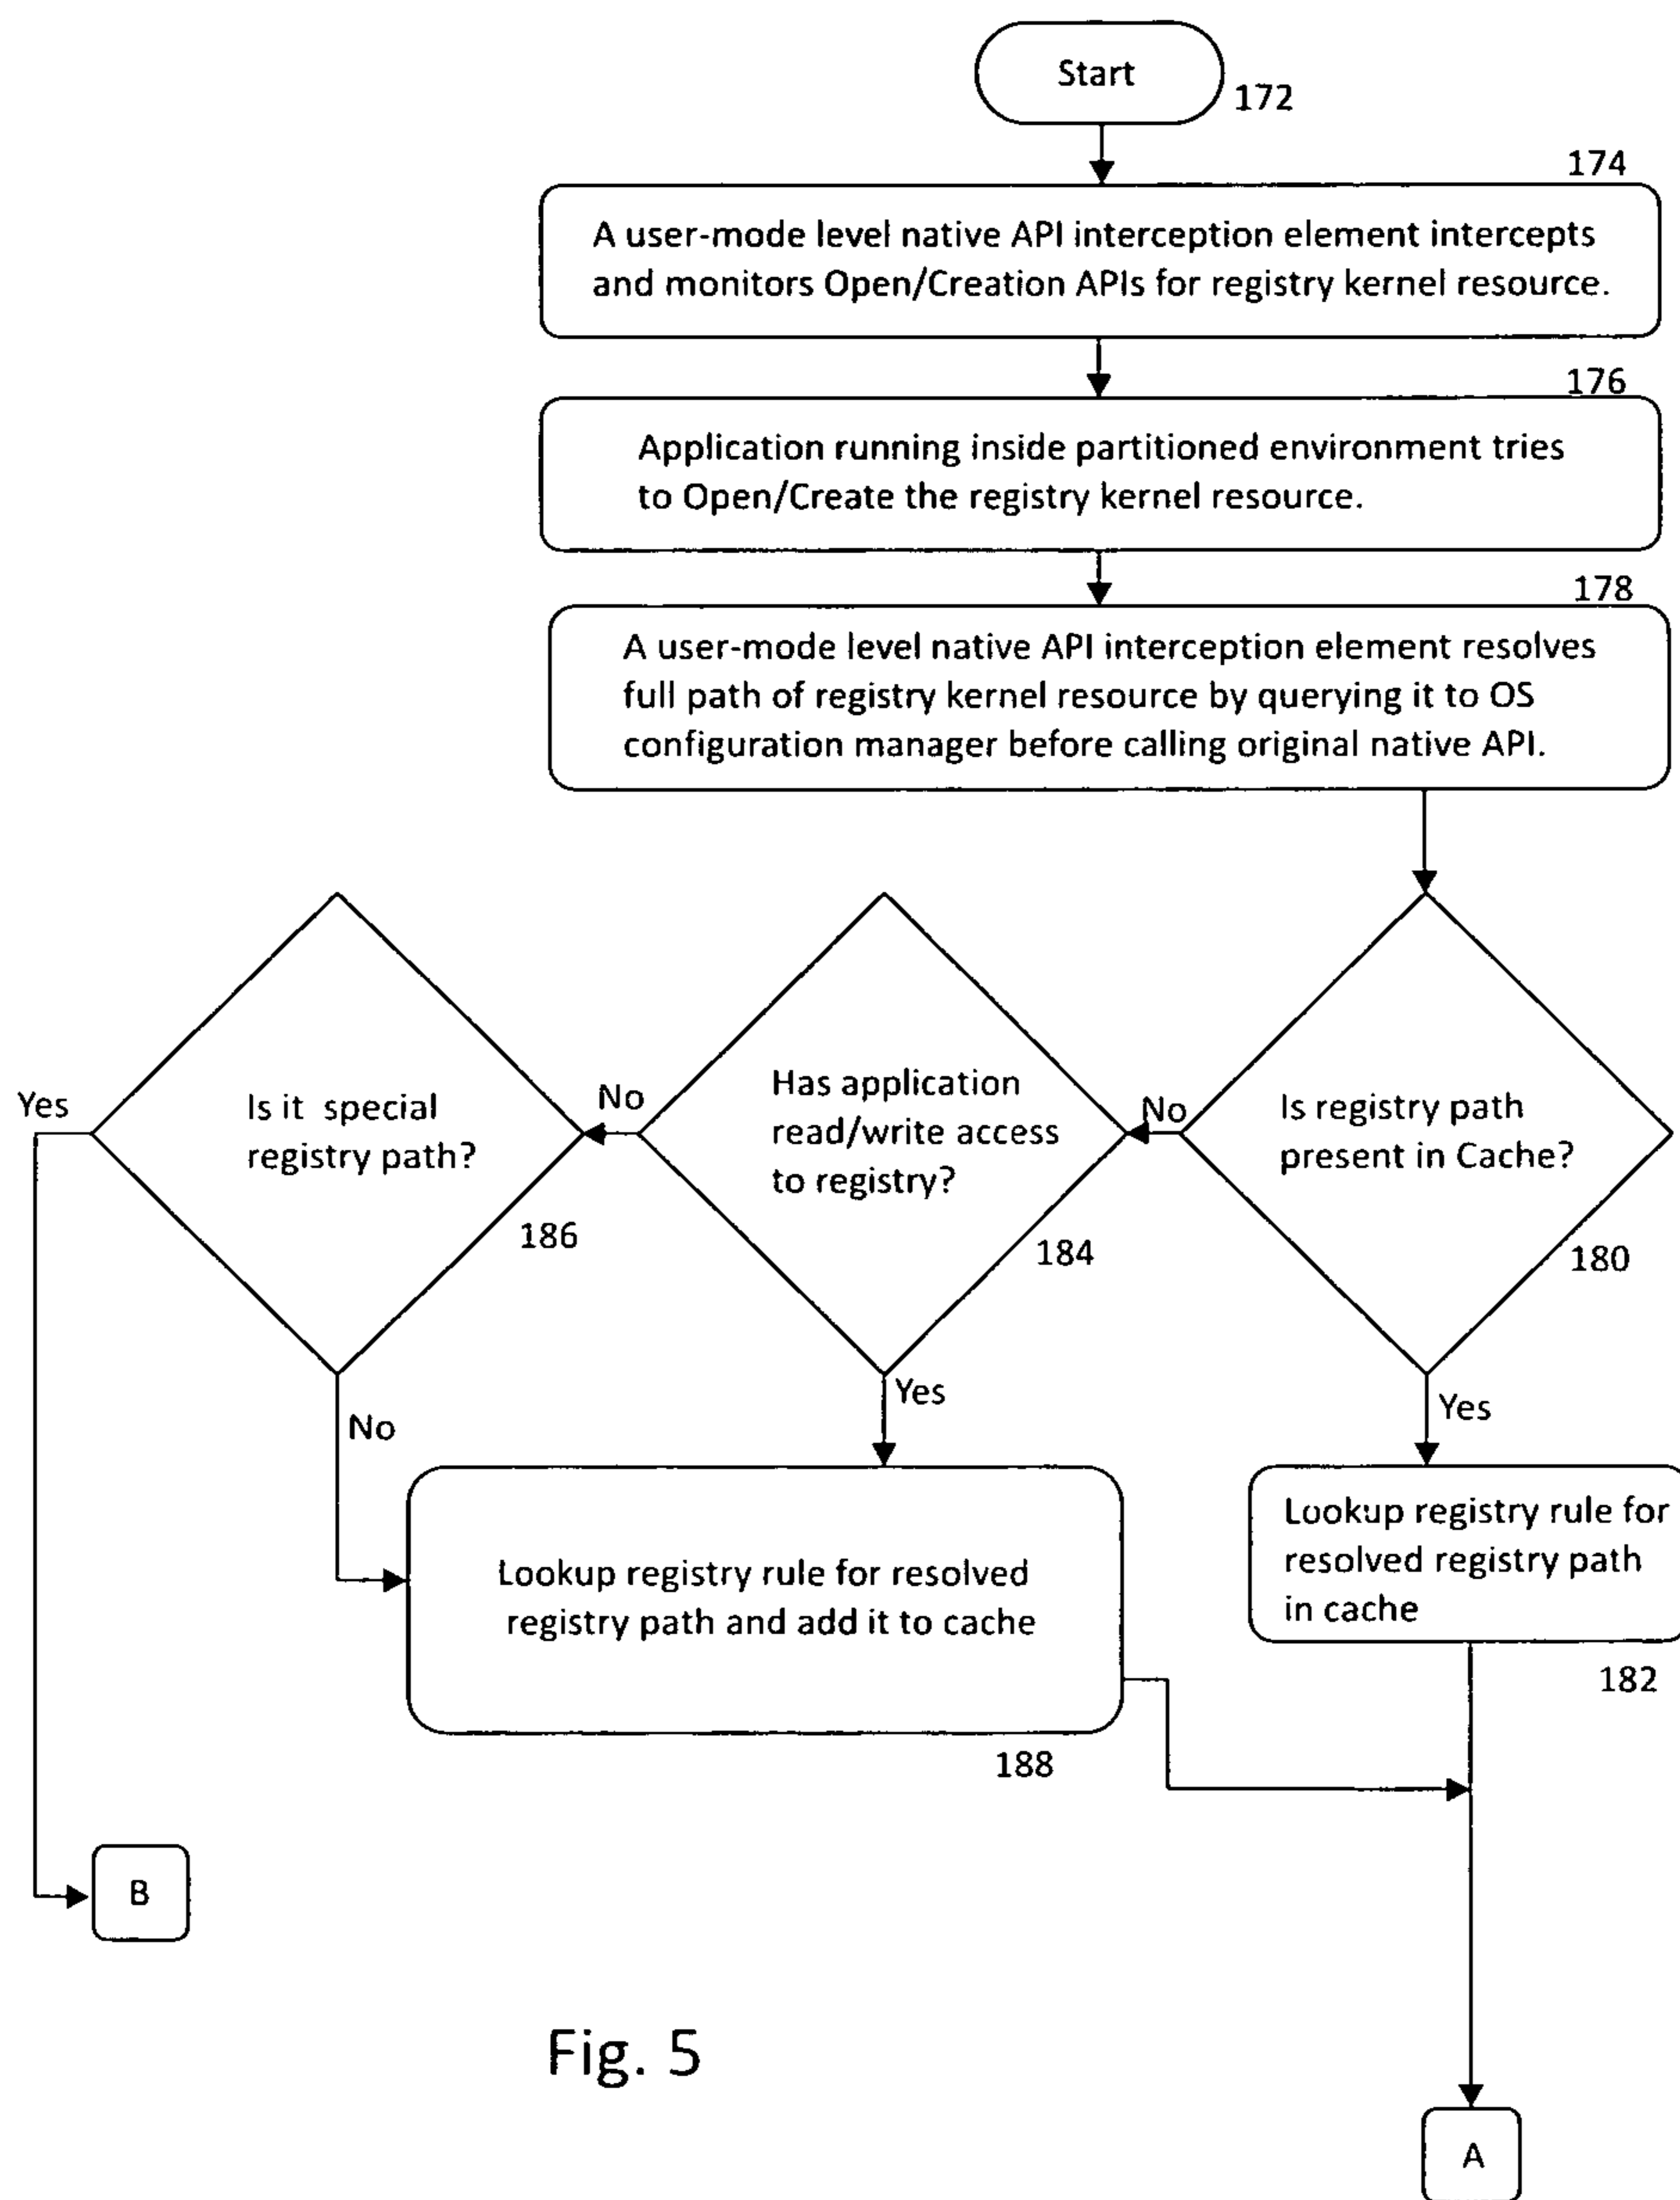 Start
172
174
A user-mode level native API interception element intercepts
and monitors Open/Creation APIs for registry kernel resource.
176
Application running inside partitioned environment tries
to Open/Create the registry kernel resource.
178
A user-mode level native API interception element resolves
full path of registry kernel resource by querying it to OS
configuration manager before calling original native API.
Yes
Is it special
registry path?
186
No
No
Has application
read/write access
to registry?
184
Yes
No
Is registry path
present in Cache?
180
Yes
Lookup registry rule for resolved
registry path and add it to cache
188
Lookup registry rule for
resolved registry path
in cache
182
B
Fig. 5
A